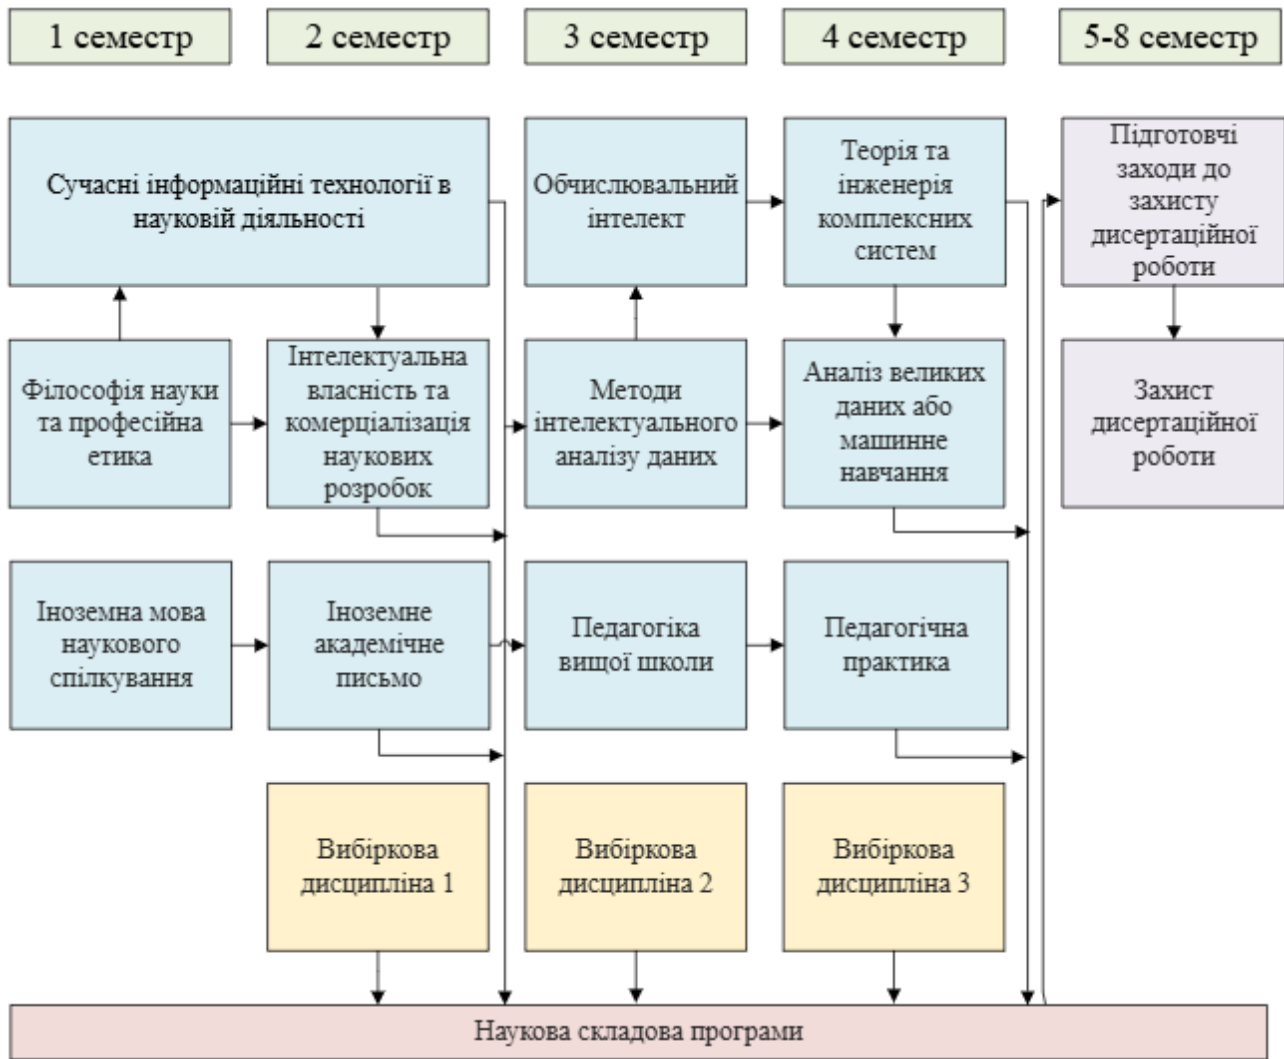 1 семестр
2 семестр
3 семестр
4 семестр
5-8 семестр
Сучасні інформаційні технології в
науковій діяльності
Обчислювальний
інтелект
Теорія та
інженерія
комплексних
систем
Підготовчі
заходи до
захисту
дисертаційної
роботи
Філософія науки
та професійна
етика
Інтелектуальна
власність та
комерціалізація
наукових
розробок
Методи
інтелектуального
аналізу даних
Аналіз великих
даних або
машинне
навчання
Захист
дисертаційної
роботи
Іноземна мова
наукового
спілкування
Іноземне
академічне
письмо
Педагогіка
вищої школи
Педагогічна
практика
Вибіркова
дисципліна 1
Вибіркова
дисципліна 2
Вибіркова
дисципліна 3
Наукова складова програми